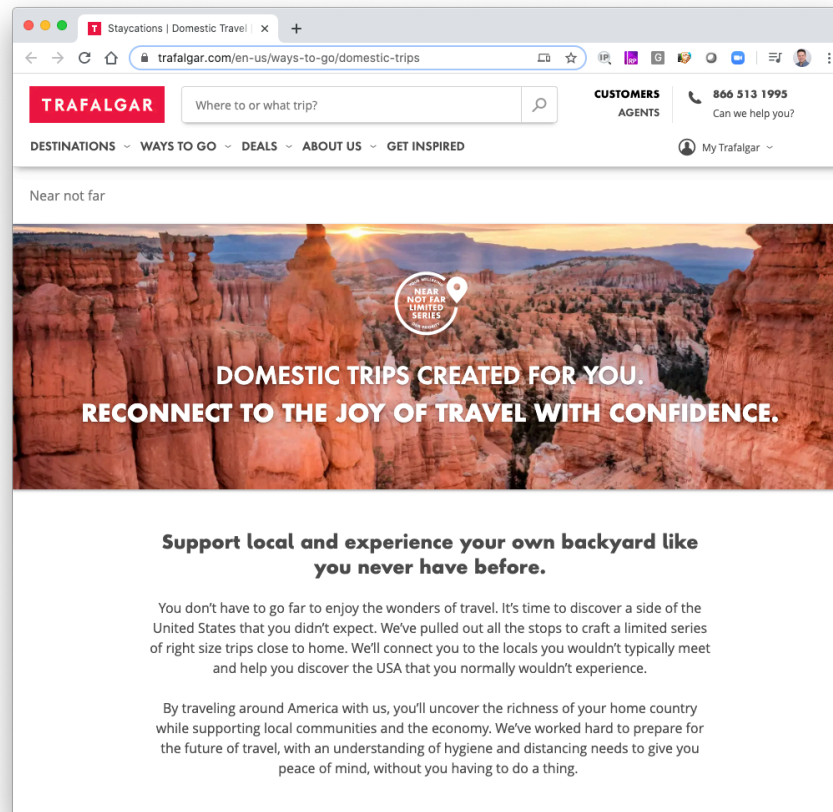 Staycations | Domestic Travel
trafalgar.com/en-us/ways-to-go/domestic-trips
TRAFALGAR
Where to or what trip?
CUSTOMERS
AGENTS
866 513 1995
Can we help you?
DESTINATIONS
WAYS TO GO
DEALS
ABOUT US
GET INSPIRED
My Trafalgar
Near not far
NEAR
NOT FAR
LIMITED
SERIES
DOMESTIC TRIPS CREATED FOR YOU.
RECONNECT TO THE JOY OF TRAVEL WITH CONFIDENCE.
Support local and experience your own backyard like
you never have before.
You don’t have to go far to enjoy the wonders of travel. It’s time to discover a side of the
United States that you didn’t expect. We’ve pulled out all the stops to craft a limited series
of right size trips close to home. We’ll connect you to the locals you wouldn’t typically meet
and help you discover the USA that you normally wouldn’t experience.
By traveling around America with us, you’ll uncover the richness of your home country
while supporting local communities and the economy. We’ve worked hard to prepare for
the future of travel, with an understanding of hygiene and distancing needs to give you
peace of mind, without you having to do a thing.